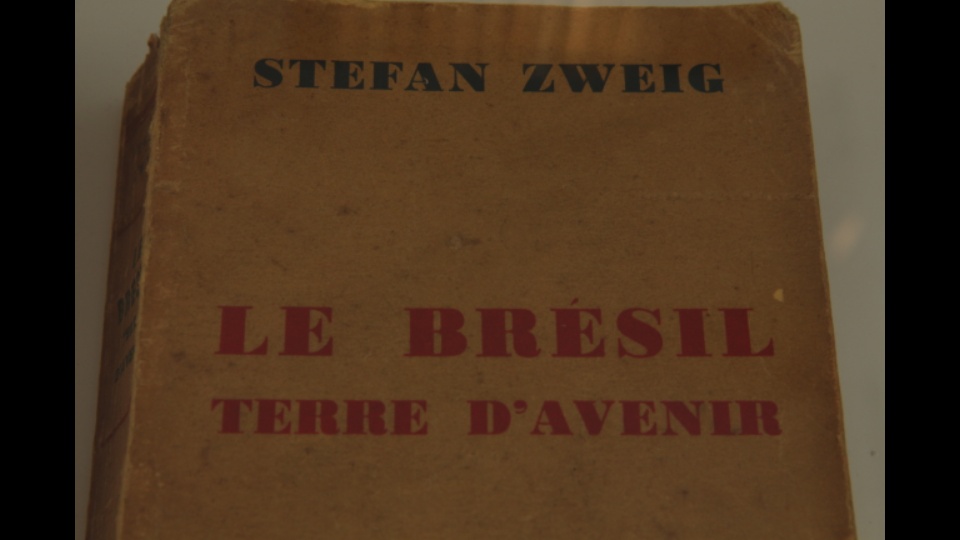 STEFAN ZWEIG
LE BRÉSIL
TERRE D'AVENIR